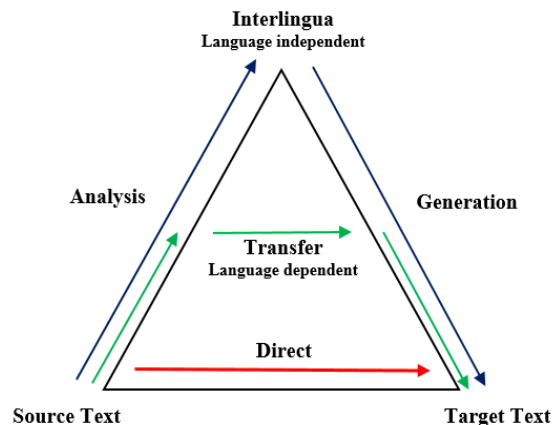 Interlingua
Language independent
Analysis
Generation
Transfer
Language dependent
Direct
Source Text
Target Text